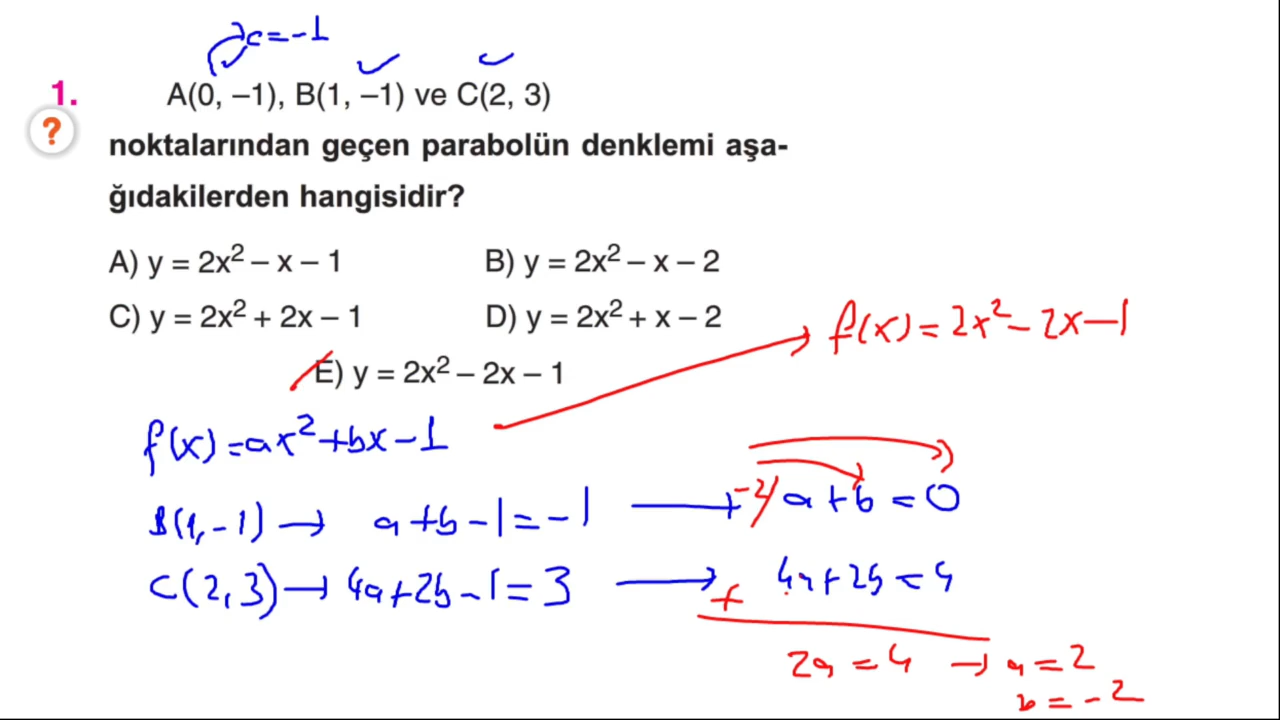 c = -1
1. A(0, –1), B(1, –1) ve C(2, 3)
?
noktalarından geçen parabolün denklemi aşa-
ğıdakilerden hangisidir?
A) y = 2x² – x – 1
B) y = 2x² – x – 2
C) y = 2x² + 2x – 1
D) y = 2x² + x – 2
E) y = 2x² – 2x – 1
f(x) = 2x² - 2x - 1
f(x) = ax² + bx - 1
B(1, -1) → a + b - 1 = -1 → -2/ a + b = 0
C(2, 3) → 4a + 2b - 1 = 3 → 4a + 2b = 4
+
2a = 4 → a = 2
b = -2